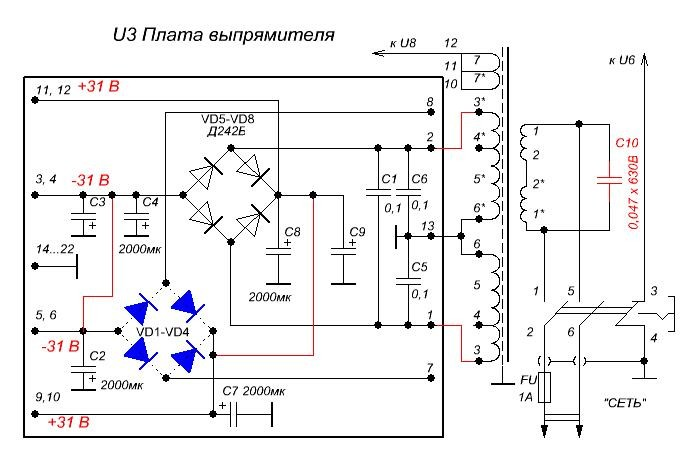 U3 Плата выпрямителя
к U8
12
7
11
7*
10
к U6
11, 12
+31 В
8
VD5-VD8
Д242Б
2
3*
4*
5*
6*
1
2
2*
1*
C10
0,047 x 630В
3, 4
-31 В
C3
C4
2000мк
C1
0,1
C6
0,1
13
C8
2000мк
C9
14...22
C5
0,1
6
5
4
3
5, 6
-31 В
VD1-VD4
1
C2
2000мк
7
9,10
+31 В
C7
2000мк
1
5
3
2
6
4
FU
1А
"СЕТЬ"